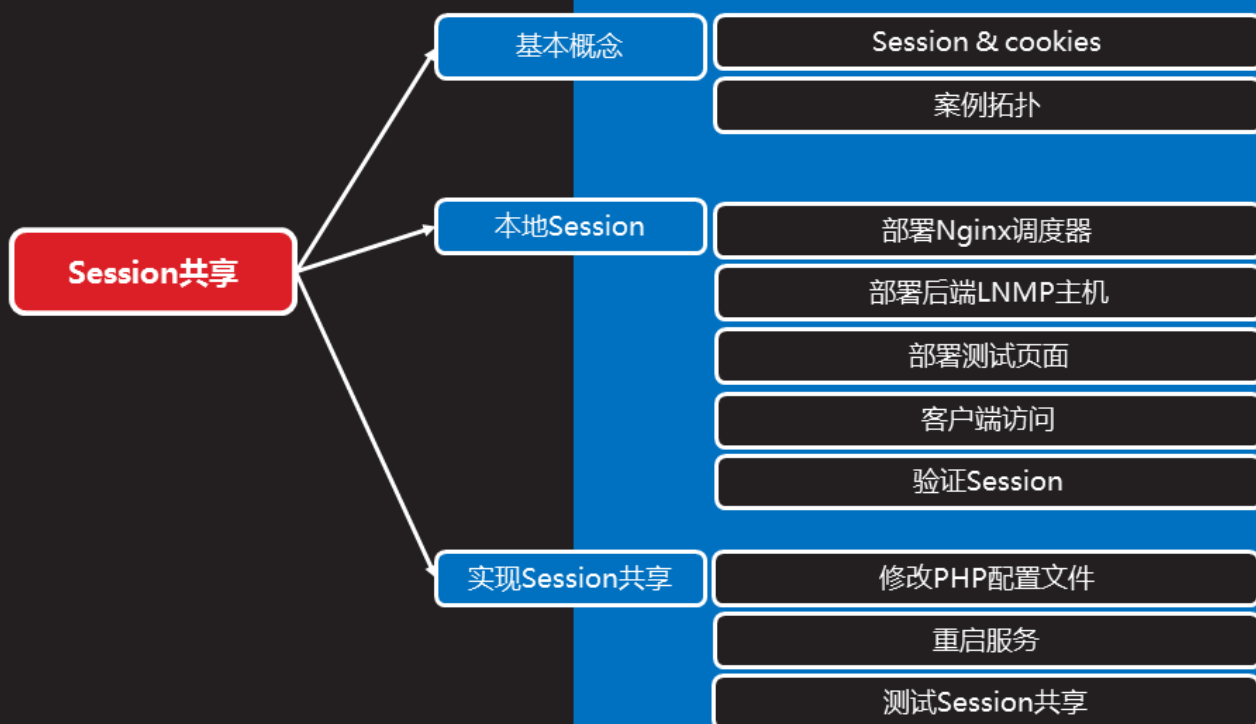 Session共享
基本概念
Session & cookies
案例拓扑
本地Session
部署Nginx调度器
部署后端LNMP主机
部署测试页面
客户端访问
验证Session
实现Session共享
修改PHP配置文件
重启服务
测试Session共享